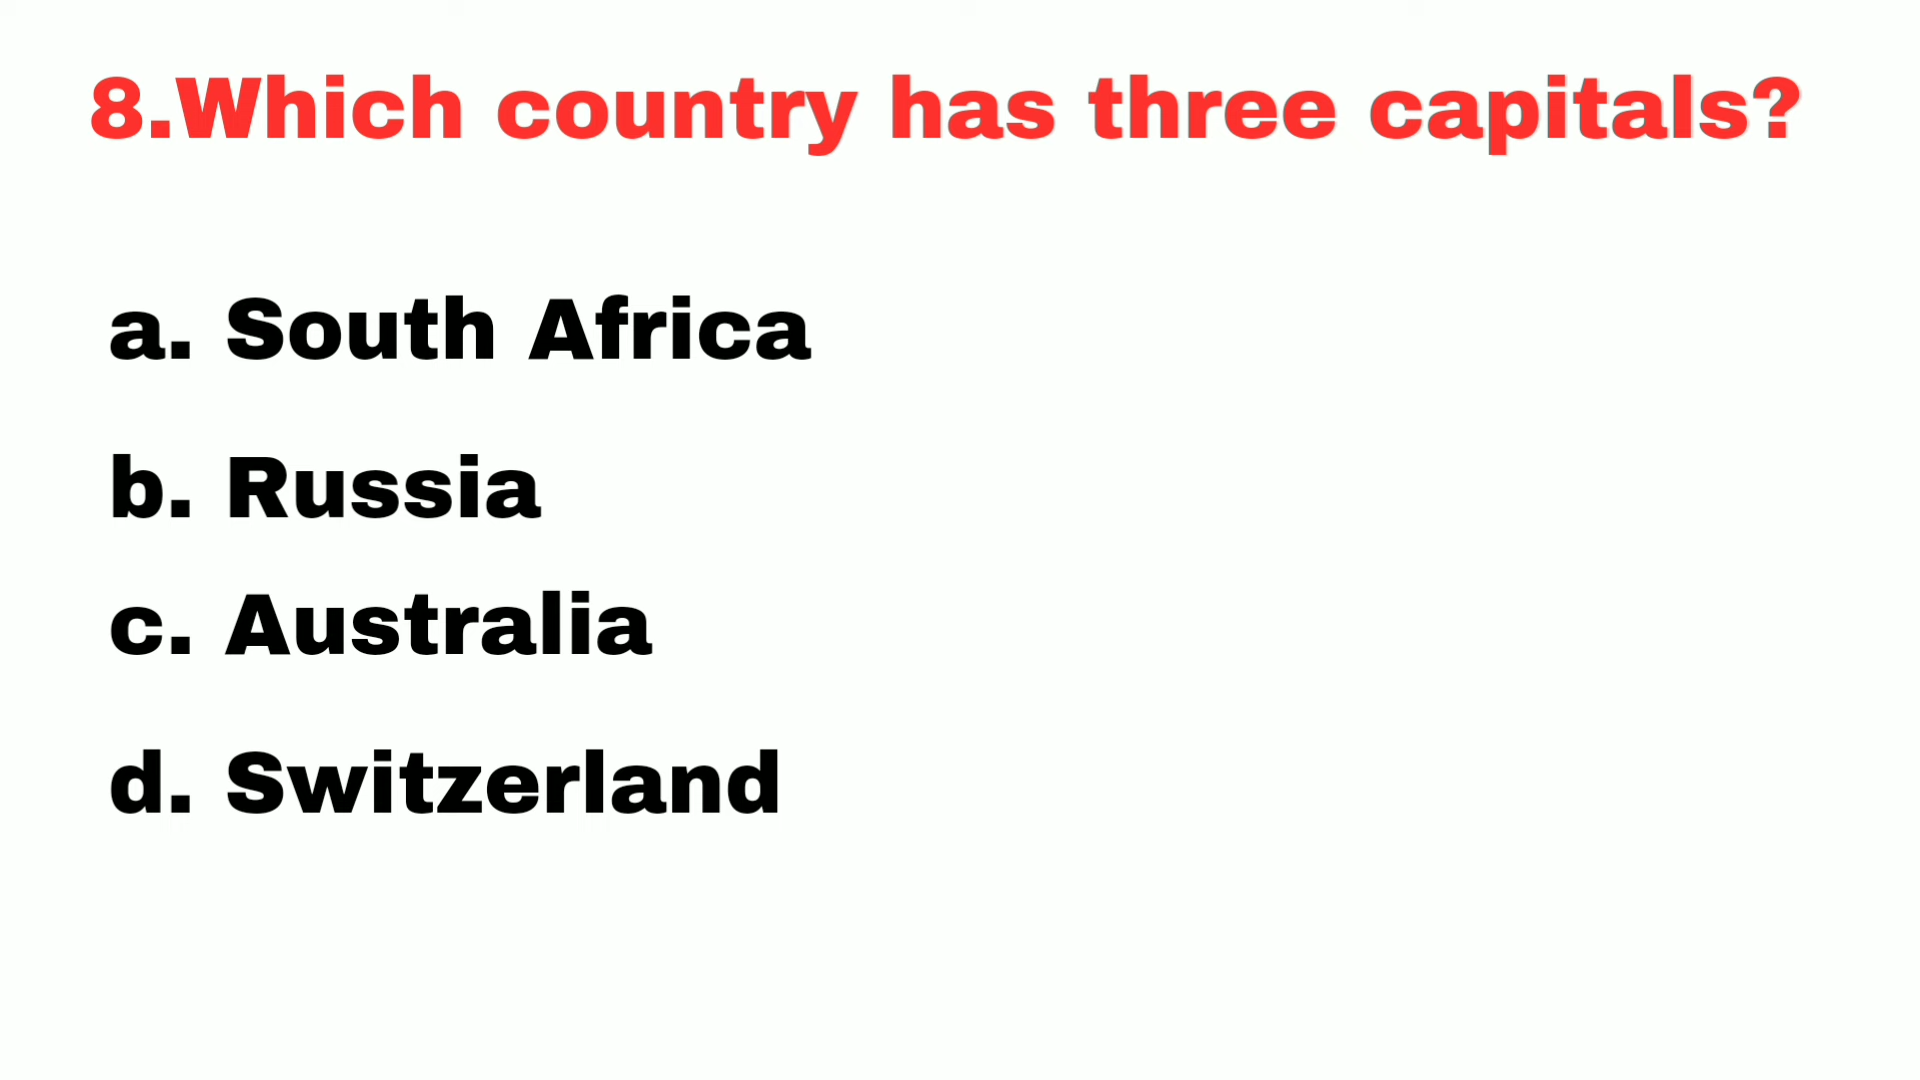 8.Which country has three capitals?
a. South Africa
b. Russia
c. Australia
d. Switzerland